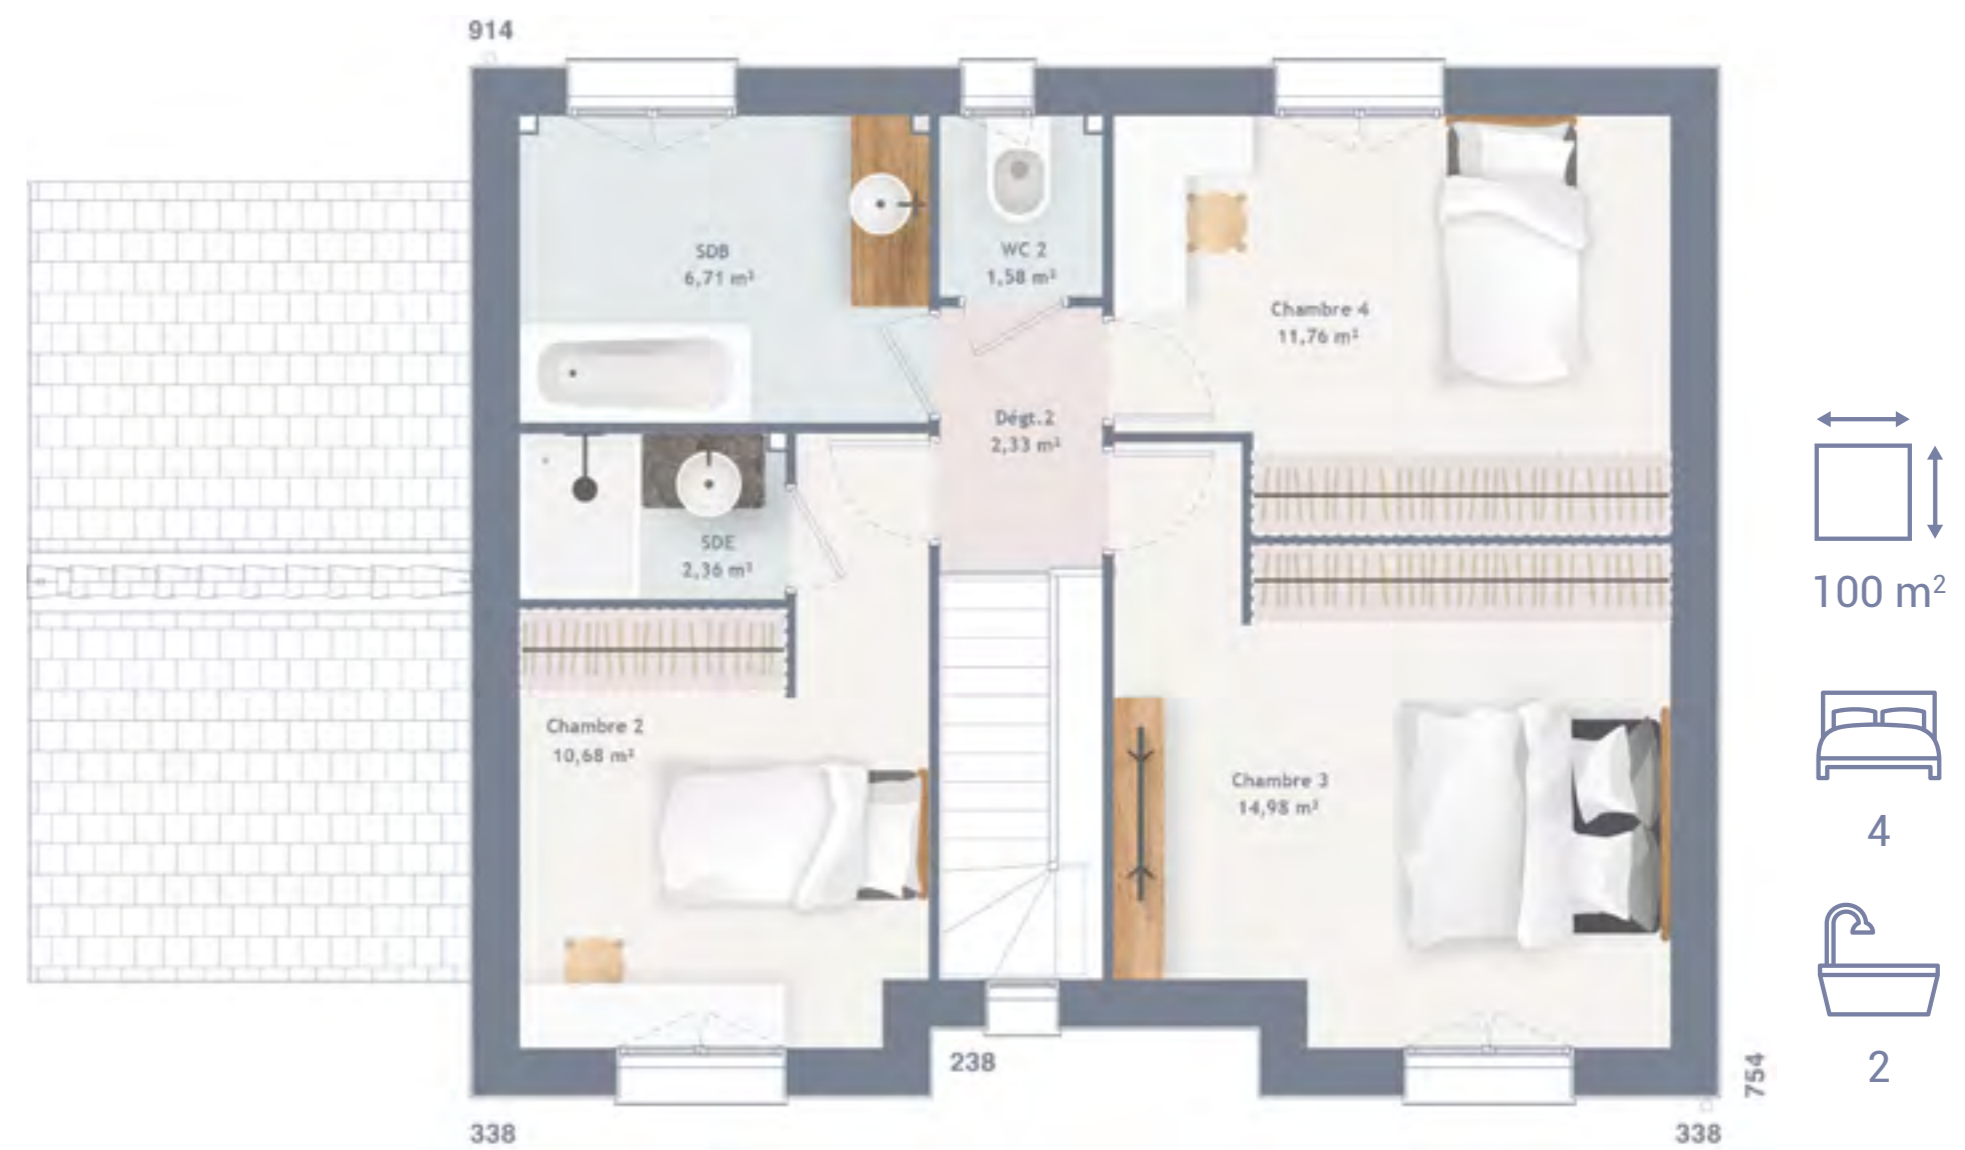 914
SDB
6,71 m²
WC 2
1,58 m²
Chambre 4
11,76 m²
Dégt.2
2,33 m²
SDE
2,36 m²
100 m²
Chambre 2
10,68 m²
Chambre 3
14,98 m²
4
238
754
2
338
338